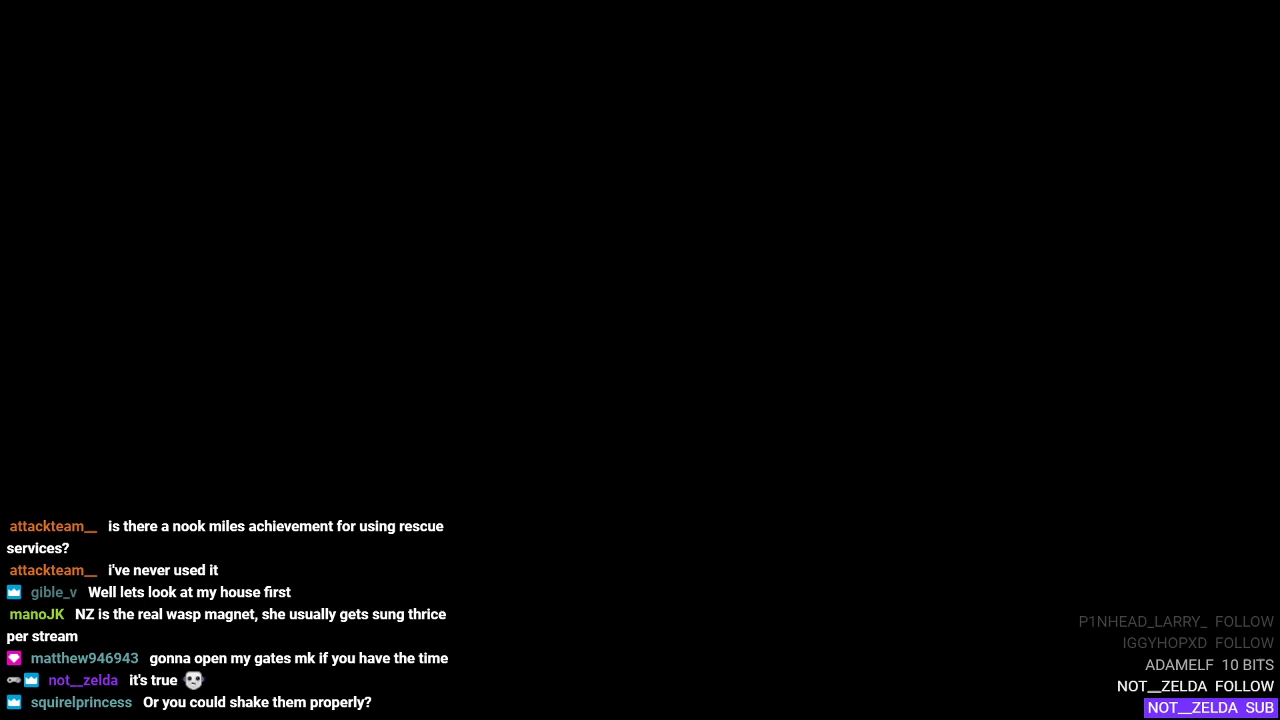 attackteam__ is there a nook miles achievement for using rescue
services?
attackteam__ i've never used it
gible_v Well lets look at my house first
manoJK NZ is the real wasp magnet, she usually gets sung thrice
per stream
matthew946943 gonna open my gates mk if you have the time
not__zelda it's true
squirelprincess Or you could shake them properly?
P1NHEAD_LARRY_ FOLLOW
IGGYHOPXD FOLLOW
ADAMELF 10 BITS
NOT__ZELDA FOLLOW
NOT__ZELDA SUB